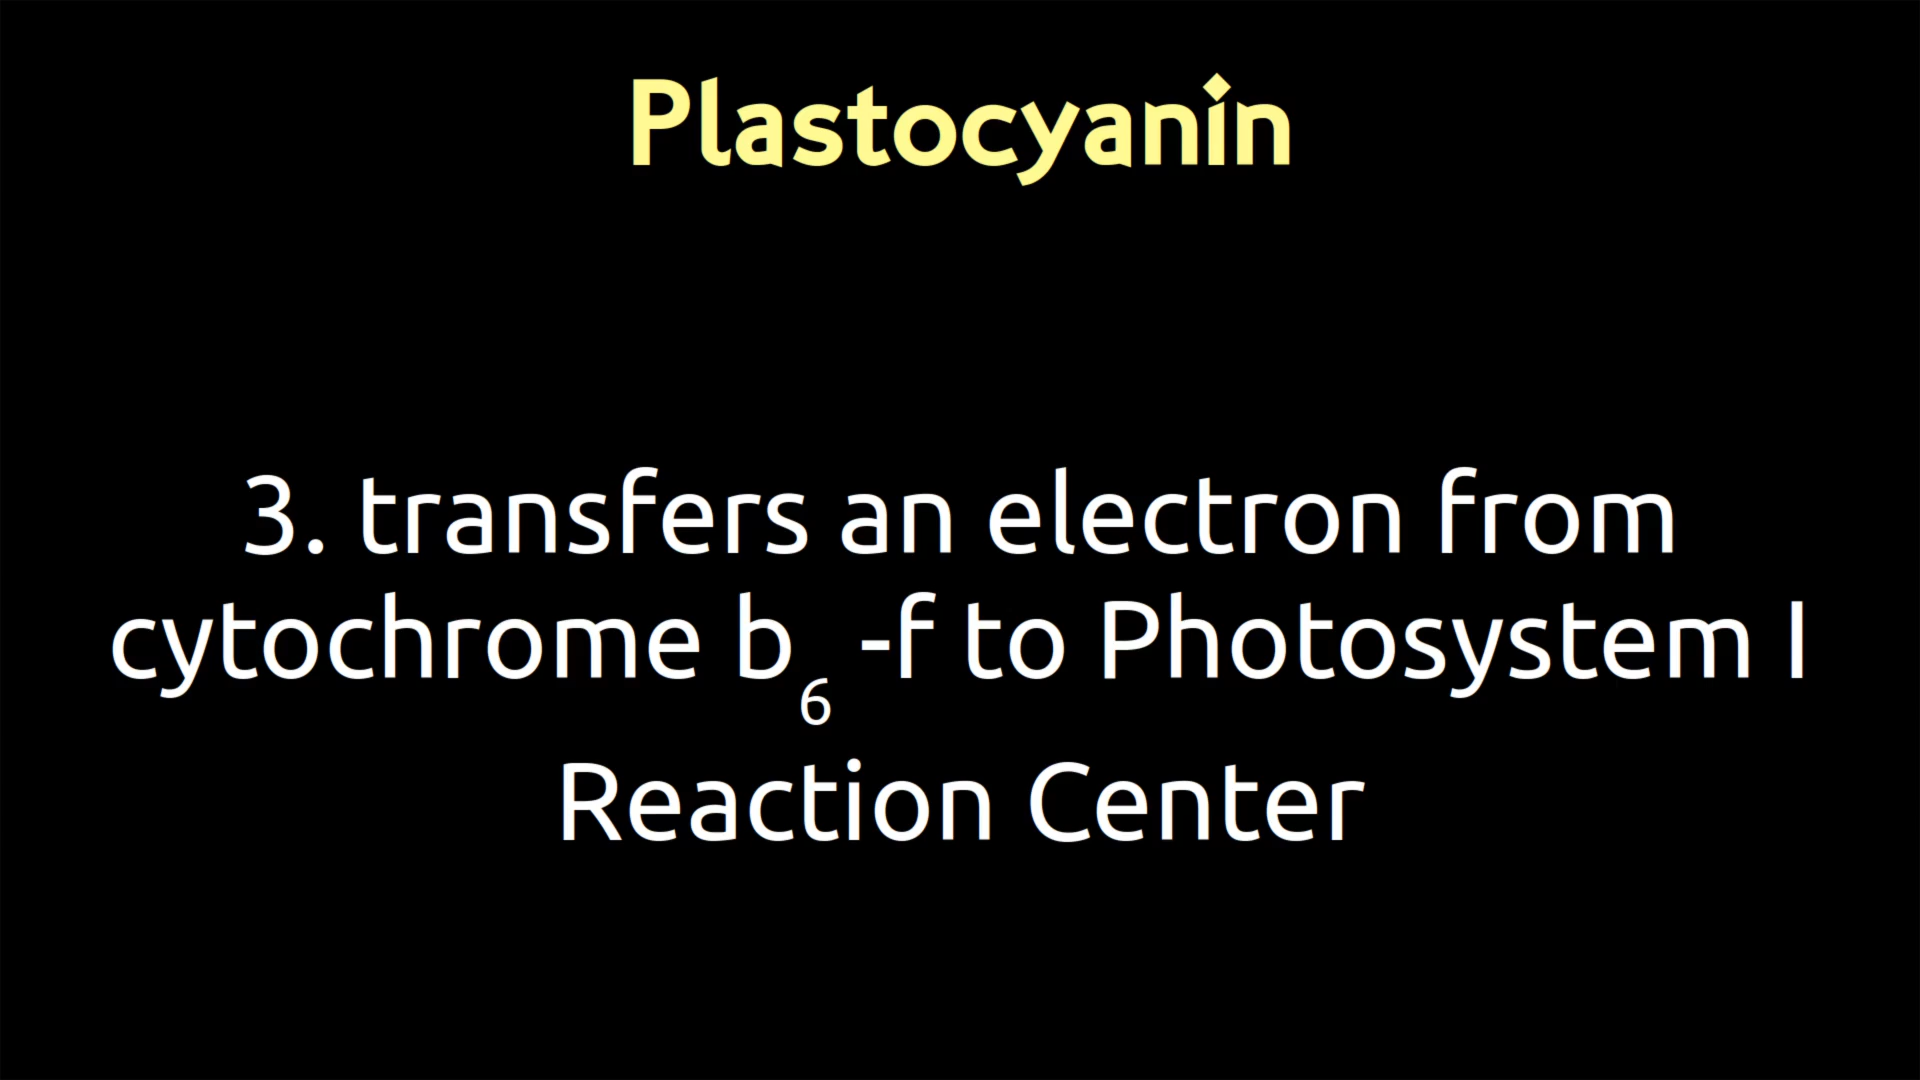 Plastocyanin
3. transfers an electron from
cytochrome b₆ -f to Photosystem I
Reaction Center